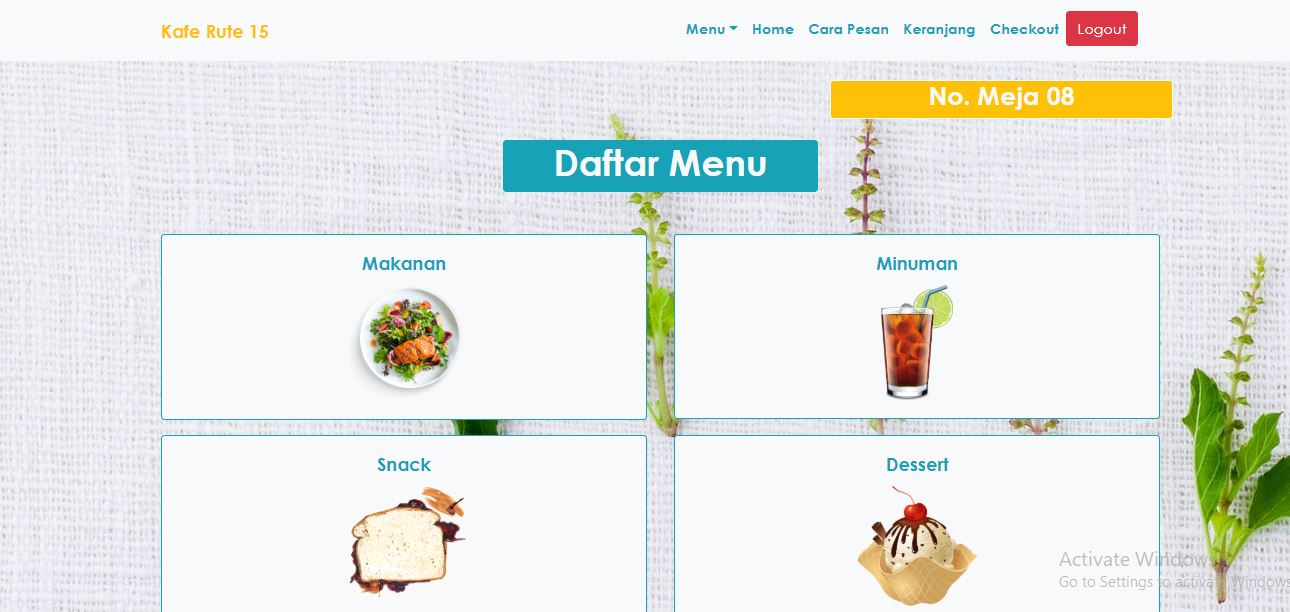 Kafe Rute 15
Menu Home Cara Pesan Keranjang Checkout Logout
No. Meja 08
Daftar Menu
Makanan
Minuman
Snack
Dessert
Activate Windows
Go to Settings to activate Windows